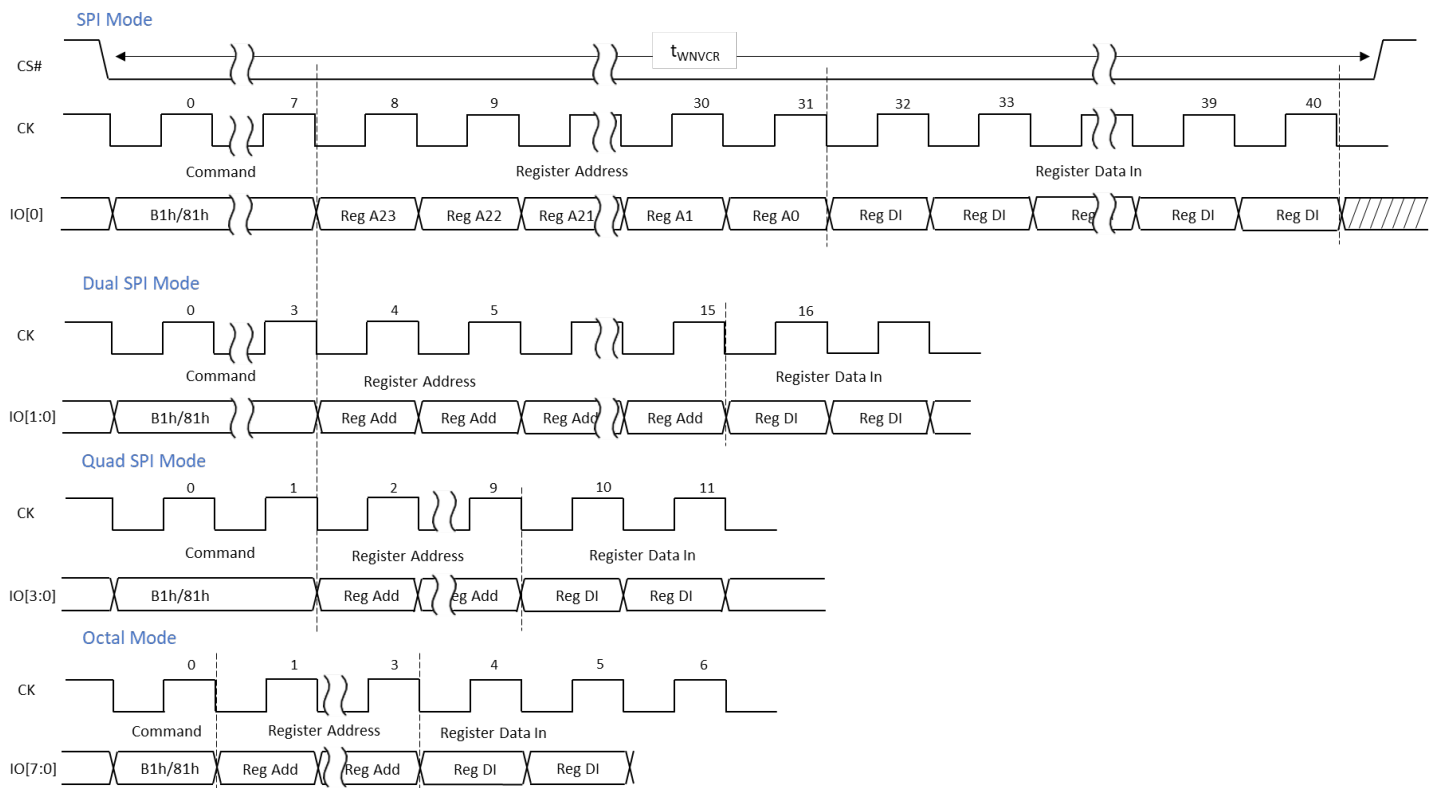 SPI Mode
CS#
tWNVCR
0 7 8 9 30 31 32 33 39 40
CK
Command Register Address Register Data In
IO[0] B1h/81h Reg A23 Reg A22 Reg A21 Reg A1 Reg A0 Reg DI Reg DI Reg Reg DI Reg DI
Dual SPI Mode
0 3 4 5 15 16
CK
Command Register Address Register Data In
IO[1:0] B1h/81h Reg Add Reg Add Reg Add Reg Add Reg DI Reg DI
Quad SPI Mode
0 1 2 9 10 11
CK
Command Register Address Register Data In
IO[3:0] B1h/81h Reg Add eg Add Reg DI Reg DI
Octal Mode
0 1 3 4 5 6
CK
Command Register Address Register Data In
IO[7:0] B1h/81h Reg Add Reg Add Reg DI Reg DI